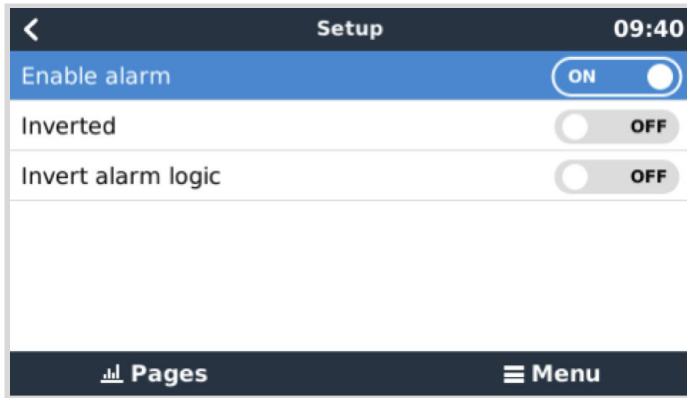 Setup 09:40
Enable alarm ON
Inverted OFF
Invert alarm logic OFF
Pages Menu